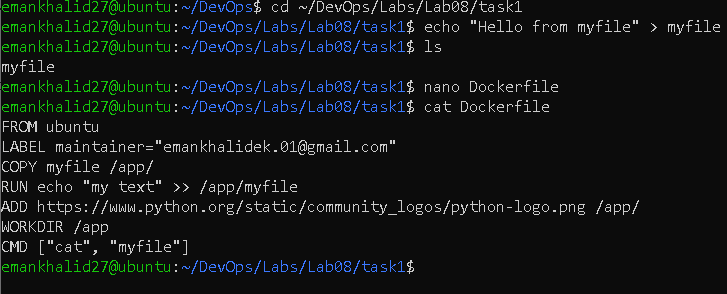 emankhalid27@ubuntu:~/DevOps$ cd ~/DevOps/Labs/Lab08/task1
emankhalid27@ubuntu:~/DevOps/Labs/Lab08/task1$ echo "Hello from myfile" > myfile
emankhalid27@ubuntu:~/DevOps/Labs/Lab08/task1$ ls
myfile
emankhalid27@ubuntu:~/DevOps/Labs/Lab08/task1$ nano Dockerfile
emankhalid27@ubuntu:~/DevOps/Labs/Lab08/task1$ cat Dockerfile
FROM ubuntu
LABEL maintainer="emankhalidek.01@gmail.com"
COPY myfile /app/
RUN echo "my text" >> /app/myfile
ADD https://www.python.org/static/community_logos/python-logo.png /app/
WORKDIR /app
CMD ["cat", "myfile"]
emankhalid27@ubuntu:~/DevOps/Labs/Lab08/task1$